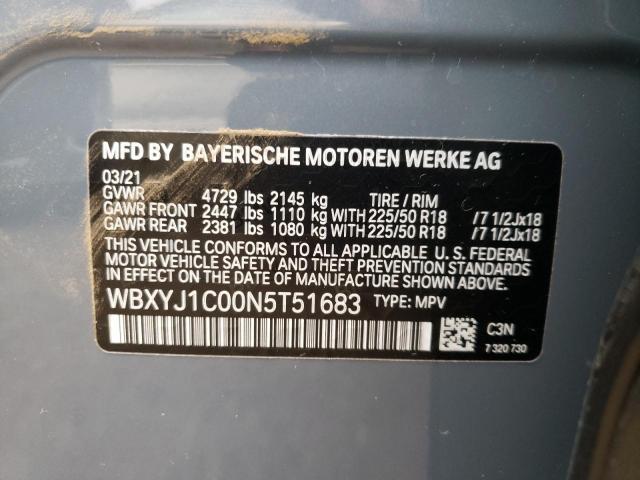 MFD BY BAYERISCHE MOTOREN WERKE AG
03/21
GVWR 4729 lbs 2145 kg TIRE / RIM
GAWR FRONT 2447 lbs 1110 kg WITH 225/50 R18 /7 1/2Jx18
GAWR REAR 2381 lbs 1080 kg WITH 225/50 R18 /7 1/2Jx18
THIS VEHICLE CONFORMS TO ALL APPLICABLE U. S. FEDERAL
MOTOR VEHICLE SAFETY AND THEFT PREVENTION STANDARDS
IN EFFECT ON THE DATE OF MANUFACTURE SHOWN ABOVE.
WBXYJ1C00N5T51683 TYPE: MPV
C3N
7 320 730